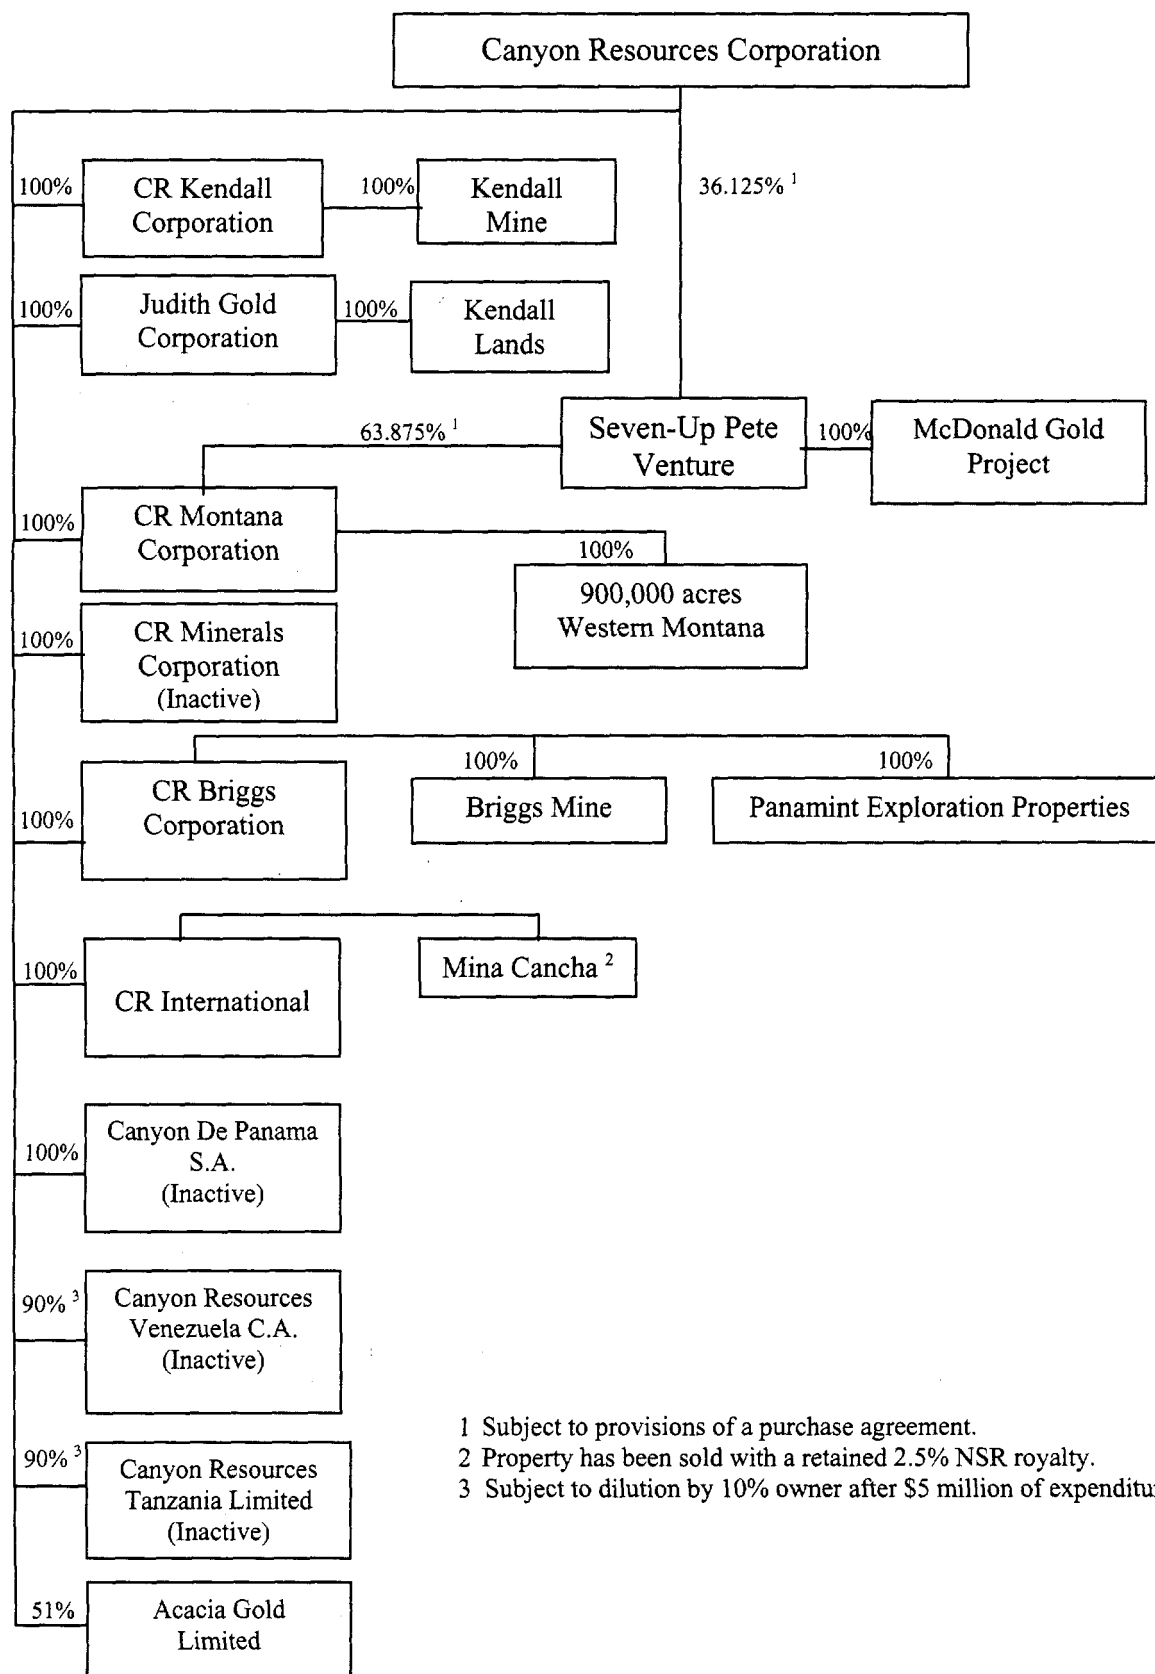 Canyon Resources Corporation
100%
CR Kendall
Corporation
100%
Kendall
Mine
36.125% 1
100%
Judith Gold
Corporation
100%
Kendall
Lands
63.875% 1
Seven-Up Pete
Venture
100%
McDonald Gold
Project
100%
CR Montana
Corporation
100%
900,000 acres
Western Montana
100%
CR Minerals
Corporation
(Inactive)
100%
CR Briggs
Corporation
100%
Briggs Mine
100%
Panamint Exploration Properties
100%
CR International
Mina Cancha 2
100%
Canyon De Panama
S.A.
(Inactive)
90% 3
Canyon Resources
Venezuela C.A.
(Inactive)
90% 3
Canyon Resources
Tanzania Limited
(Inactive)
51%
Acacia Gold
Limited
1 Subject to provisions of a purchase agreement.
2 Property has been sold with a retained 2.5% NSR royalty.
3 Subject to dilution by 10% owner after $5 million of